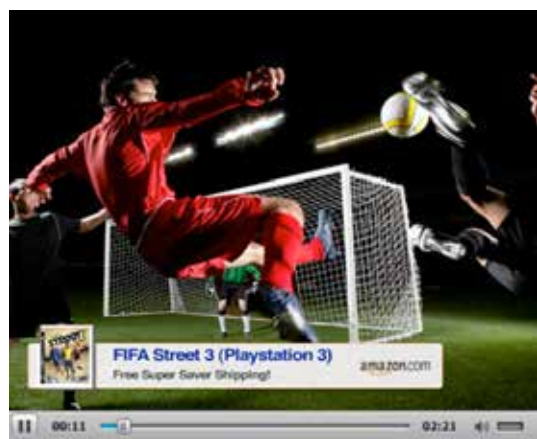 FIFA Street 3 (Playstation 3)
Free Super Saver Shipping!
amazon.com
00:11
02:21